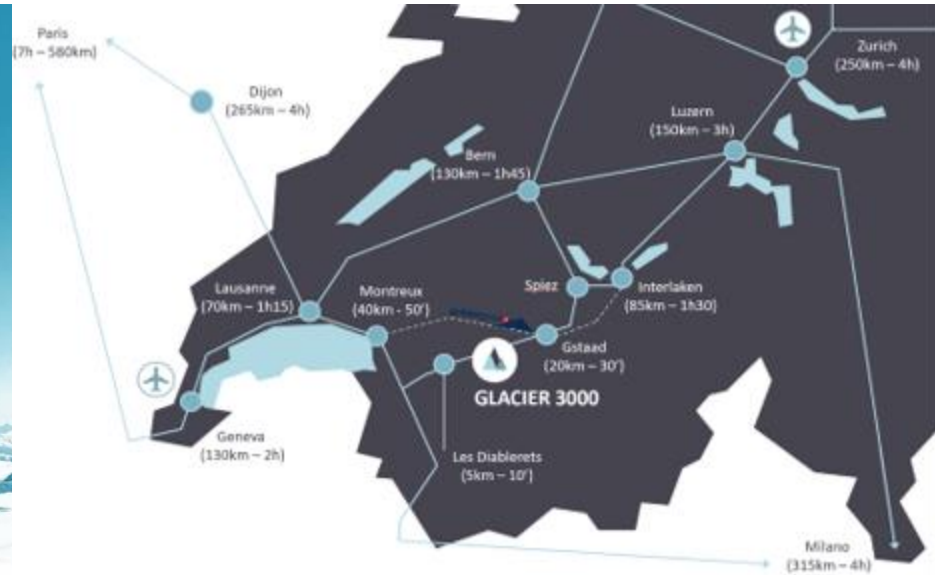 Paris
(7h – 580km)
Dijon
(265km – 4h)
Zurich
(250km – 4h)
Luzern
(150km – 3h)
Bern
(130km – 1h45)
Lausanne
(70km – 1h15)
Montreux
(40km - 50')
Spiez
Interlaken
(85km – 1h30)
Gstaad
(20km – 30')
GLACIER 3000
Geneva
(130km – 2h)
Les Diablerets
(5km – 10')
Milano
(315km – 4h)